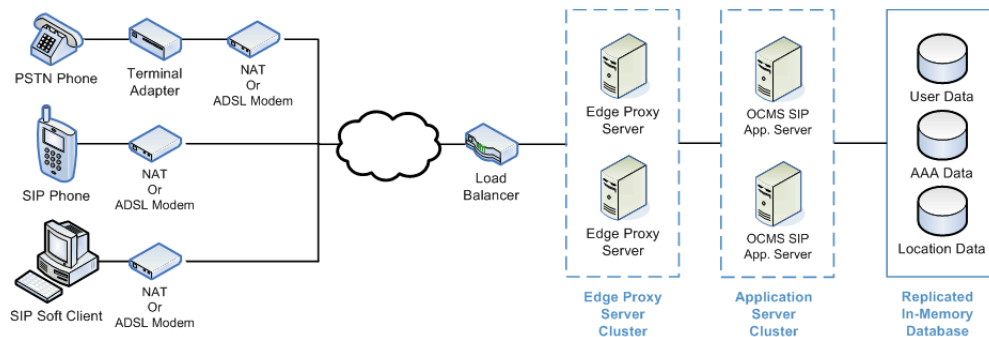 PSTN Phone
Terminal
Adapter
NAT
Or
ADSL Modem
SIP Phone
NAT
Or
ADSL Modem
SIP Soft Client
NAT
Or
ADSL Modem
Load
Balancer
Edge Proxy
Server
Edge Proxy
Server
Edge Proxy
Server
Cluster
OCMS SIP
App. Server
OCMS SIP
App. Server
Application
Server
Cluster
User Data
AAA Data
Location Data
Replicated
In-Memory
Database